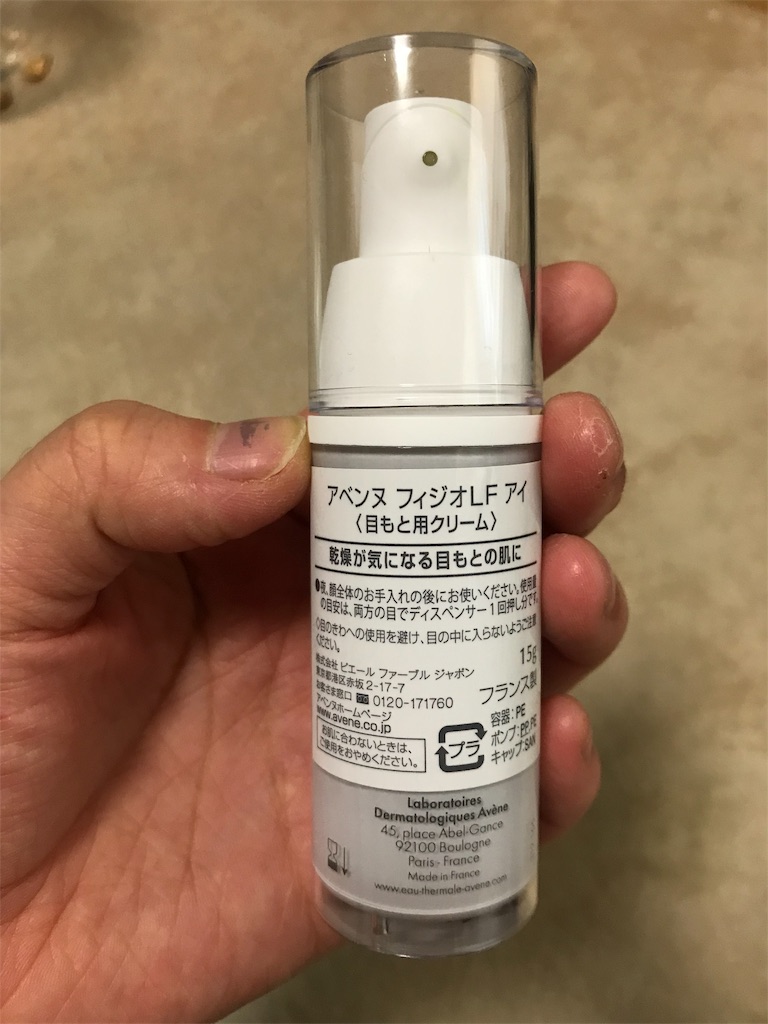 アベンヌ フィジオLF アイ
〈目もと用クリーム〉
乾燥が気になる目もとの肌に
●夜、顔全体のお手入れの後にお使いください。使用量
の目安は、両方の目でディスペンサー1回押し分です。
○目のきわへの使用を避け、目の中に入らないようご注意
ください。
15g
株式会社 ピエール ファーブル ジャポン
東京都港区赤坂2-17-7
フランス製
お客さま窓口 ☎ 0120-171760
アベンヌホームページ
www.avene.co.jp
お肌に合わないときは、
ご使用をおやめください。
プラ
容器:PE
ポンプ:PP,PE
キャップ:SAN
Laboratoires
Dermatologiques Avène
45, place Abel-Gance
92100 Boulogne
Paris - France
Made in France
www.eau-thermale-avene.com